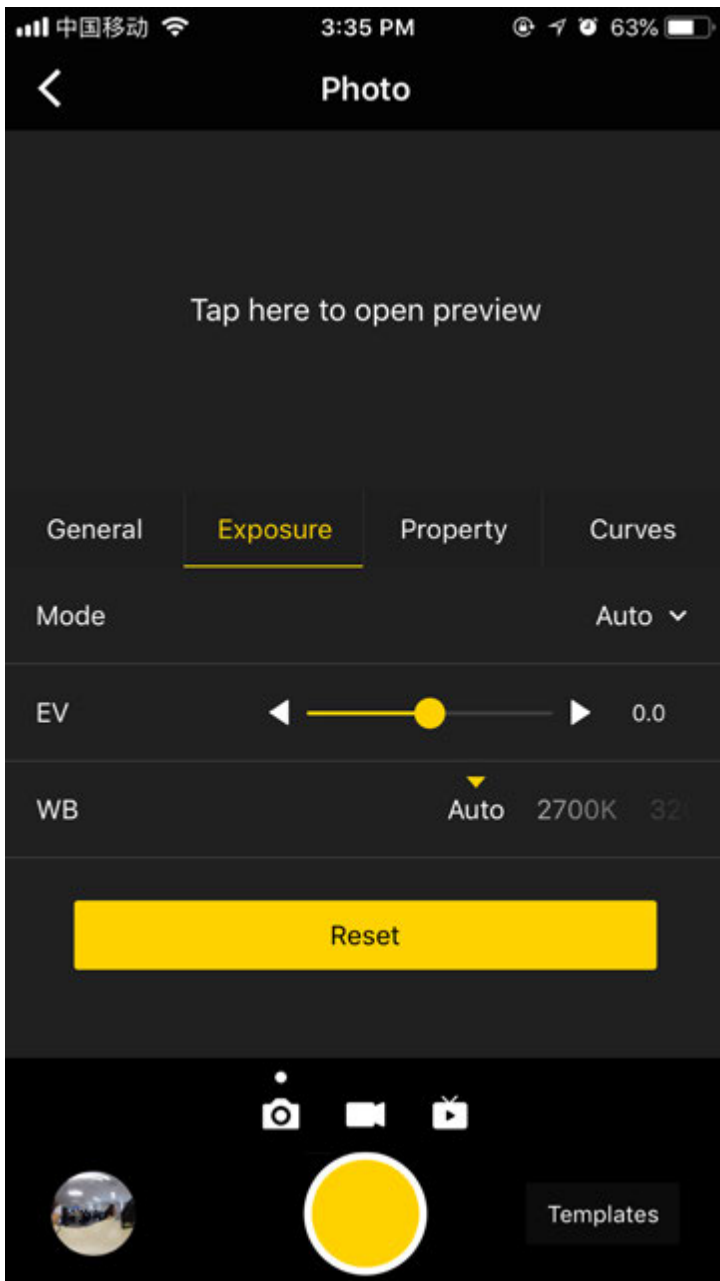 中国移动 3:35 PM 63%
Photo
Tap here to open preview
General Exposure Property Curves
Mode Auto
EV 0.0
WB Auto 2700K
Reset
Templates